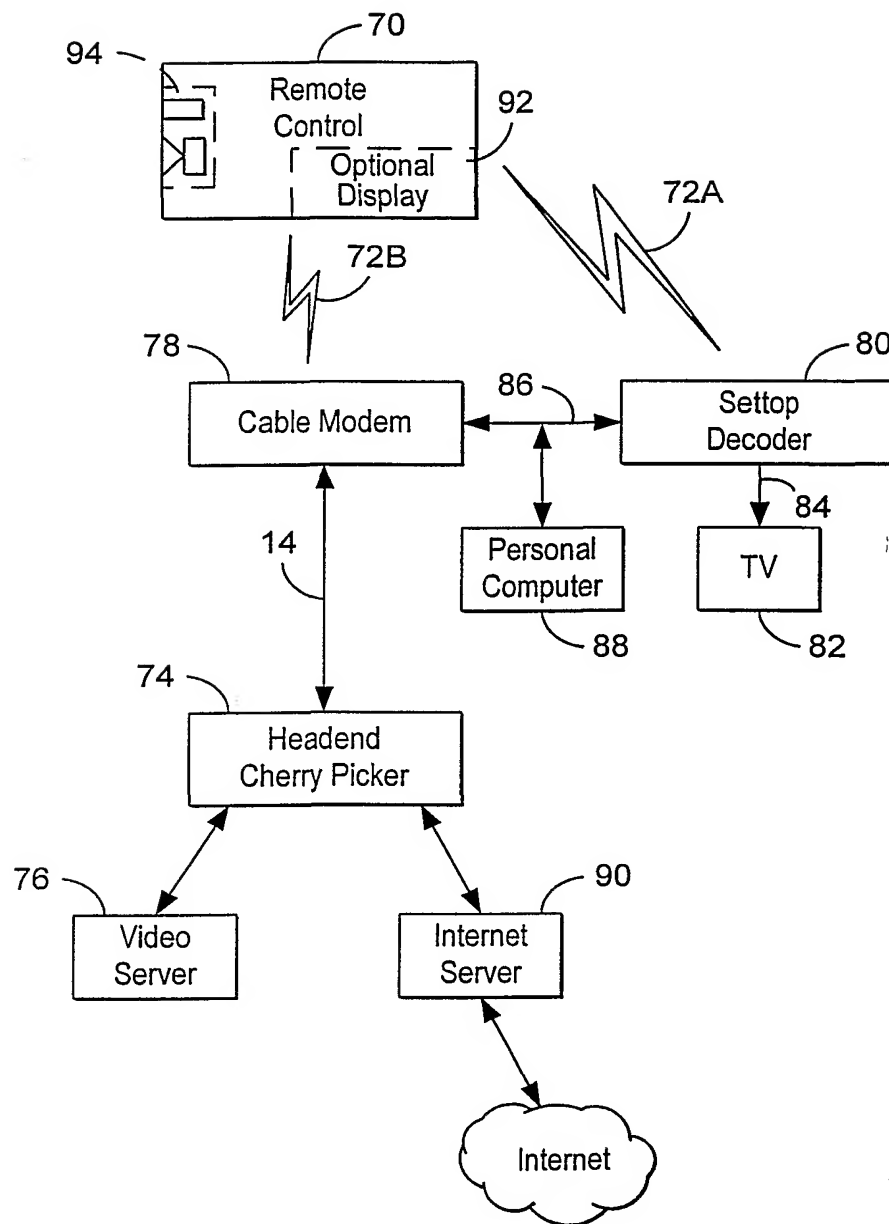 70
94
Remote
Control
92
Optional
Display
72A
72B
78
80
86
Cable Modem
Settop
Decoder
84
14
Personal
Computer
TV
88
82
74
Headend
Cherry Picker
76
90
Video
Server
Internet
Server
Internet